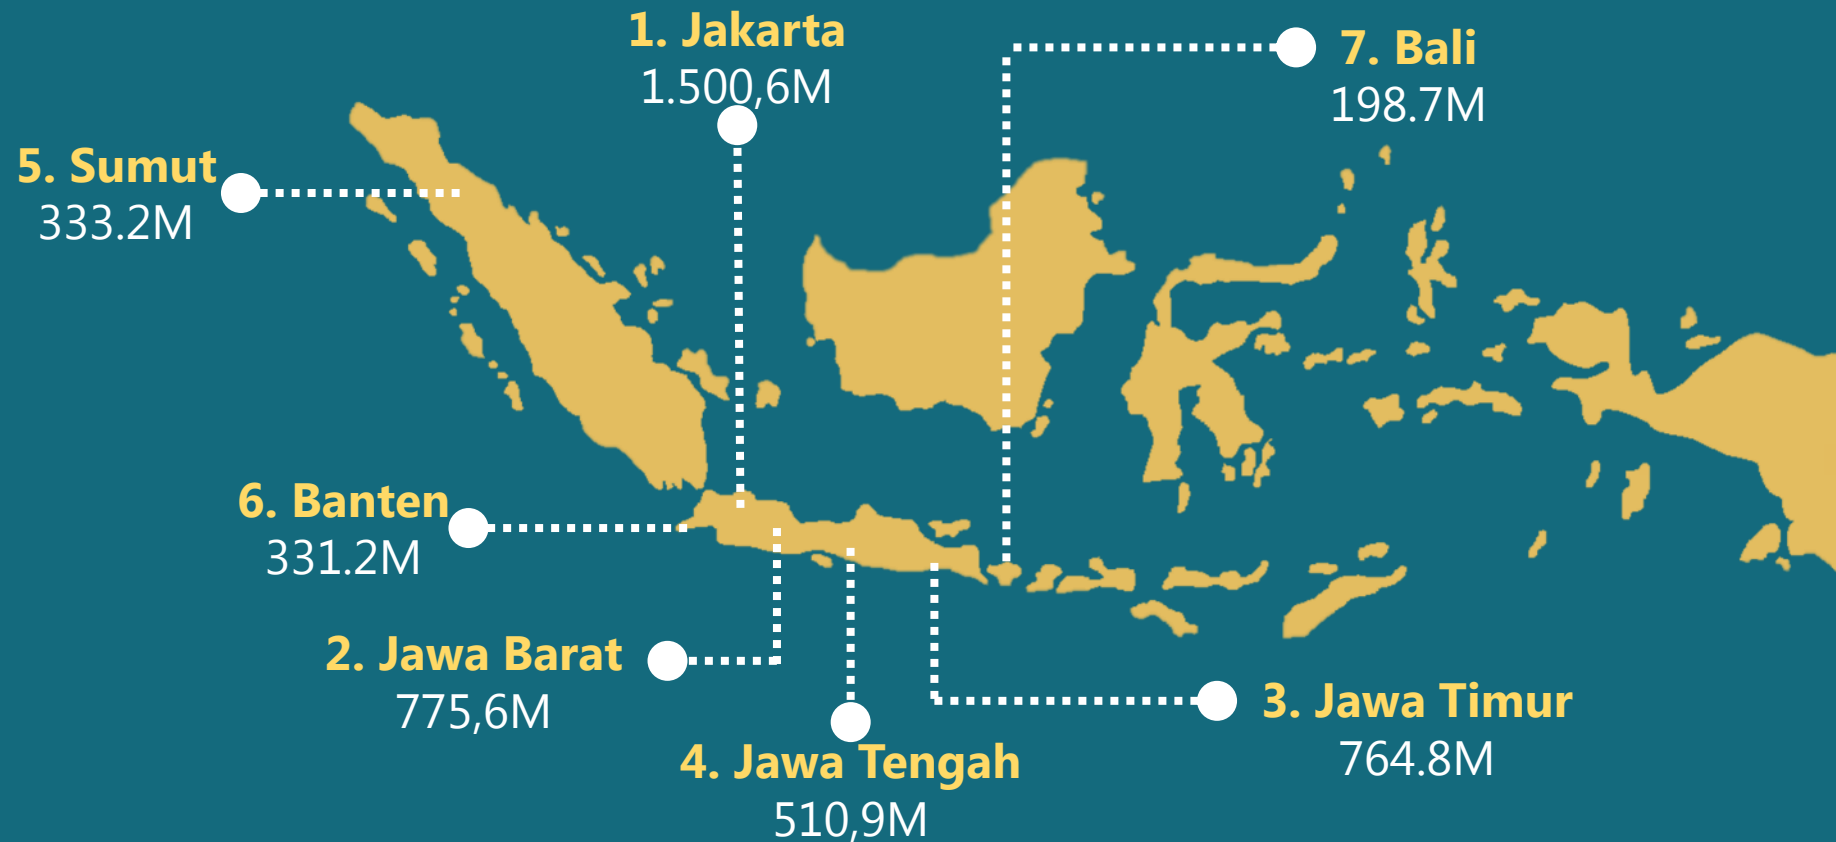 1. Jakarta
1.500,6M
7. Bali
198.7M
5. Sumut
333.2M
6. Banten
331.2M
2. Jawa Barat
775,6M
3. Jawa Timur
764.8M
4. Jawa Tengah
510,9M